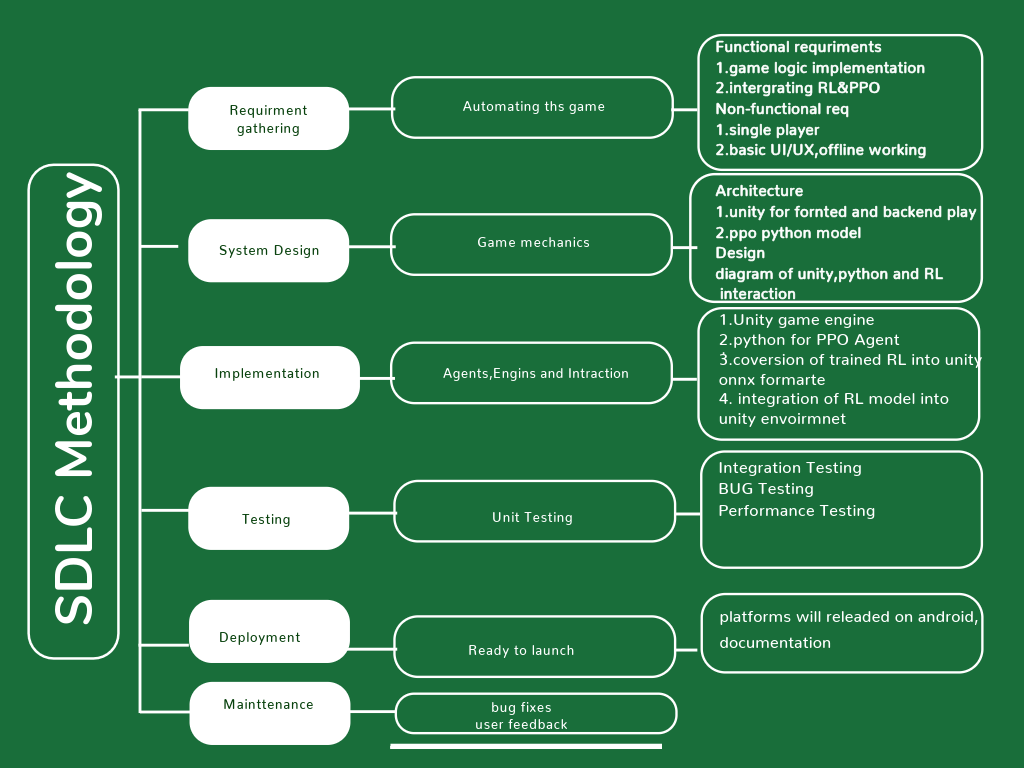 SDLC Methodology
Requirment
gathering
Automating ths game
Functional requriments
1.game logic implementation
2.intergrating RL&PPO
Non-functional req
1.single player
2.basic UI/UX,offline working
System Design
Game mechanics
Architecture
1.unity for fornted and backend play
2.ppo python model
Design
diagram of unity,python and RL
interaction
Implementation
Agents,Engins and Intraction
1.Unity game engine
2.python for PPO Agent
3.coversion of trained RL into unity
onnx formarte
4. integration of RL model into
unity envoirmnet
Testing
Unit Testing
Integration Testing
BUG Testing
Performance Testing
Deployment
Ready to launch
platforms will releaded on android,
documentation
Mainttenance
bug fixes
user feedback